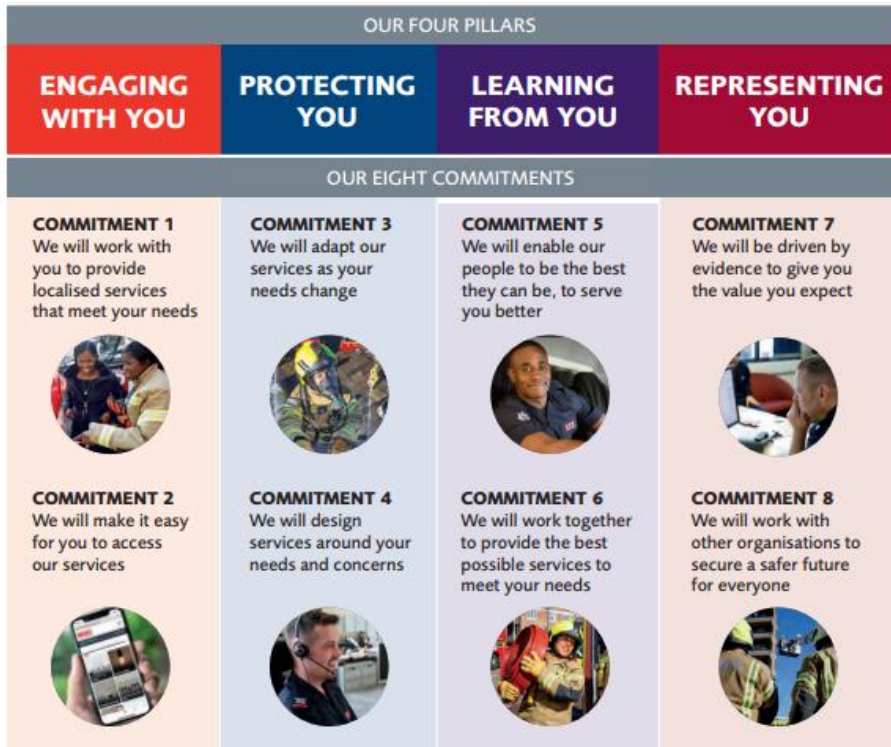 OUR FOUR PILLARS
ENGAGING
WITH YOU
PROTECTING
YOU
LEARNING
FROM YOU
REPRESENTING
YOU
OUR EIGHT COMMITMENTS
COMMITMENT 1
We will work with
you to provide
localised services
that meet your needs
COMMITMENT 3
We will adapt our
services as your
needs change
COMMITMENT 5
We will enable our
people to be the best
they can be, to serve
you better
COMMITMENT 7
We will be driven by
evidence to give you
the value you expect
COMMITMENT 2
We will make it easy
for you to access
our services
COMMITMENT 4
We will design
services around your
needs and concerns
COMMITMENT 6
We will work together
to provide the best
possible services to
meet your needs
COMMITMENT 8
We will work with
other organisations to
secure a safer future
for everyone